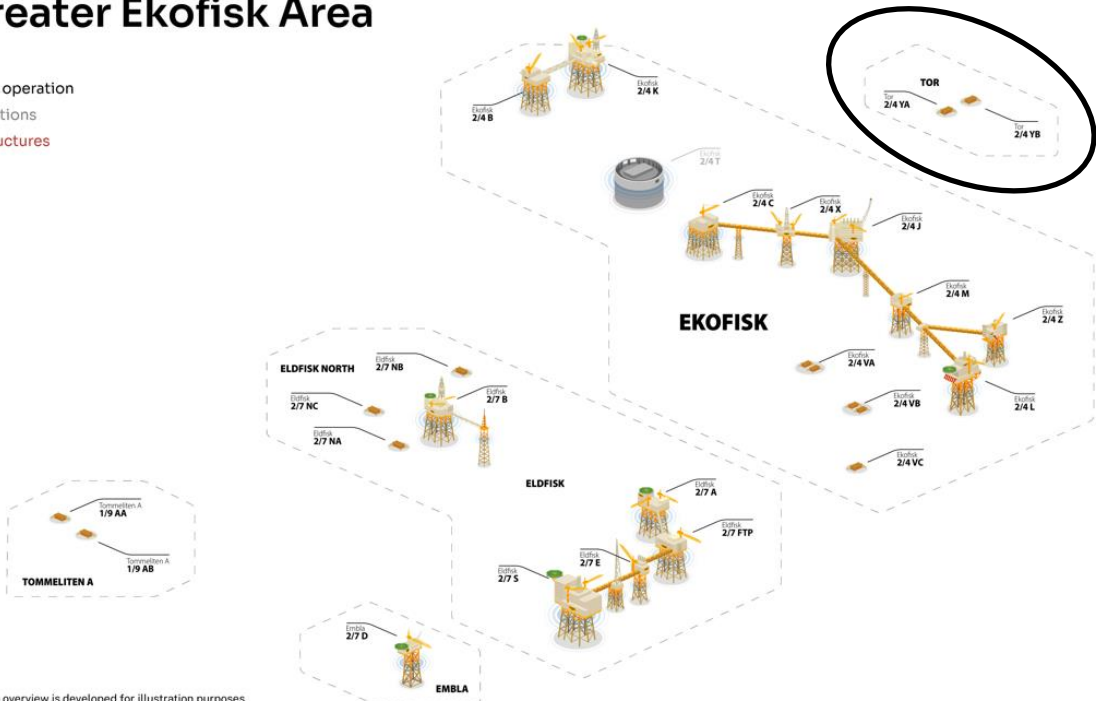 reater Ekofisk Area
operation
tions
uctures
Ekofisk
2/4 B
Ekofisk
2/4 K
TOR
Tor
2/4 YA
Tor
2/4 YB
Ekofisk
2/4 T
Ekofisk
2/4 C
Ekofisk
2/4 X
Ekofisk
2/4 J
Ekofisk
2/4 M
Ekofisk
2/4 Z
EKOFISK
Ekofisk
2/4 VA
Ekofisk
2/4 VB
Ekofisk
2/4 L
Ekofisk
2/4 VC
ELDFISK NORTH
Eldfisk
2/7 NB
Eldfisk
2/7 B
Eldfisk
2/7 NC
Eldfisk
2/7 NA
ELDFISK
Eldfisk
2/7 A
Eldfisk
2/7 FTP
Eldfisk
2/7 E
Eldfisk
2/7 S
Tommeliten A
1/9 AA
Tommeliten A
1/9 AB
TOMMELITEN A
Embla
2/7 D
EMBLA
overview is developed for illustration purposes